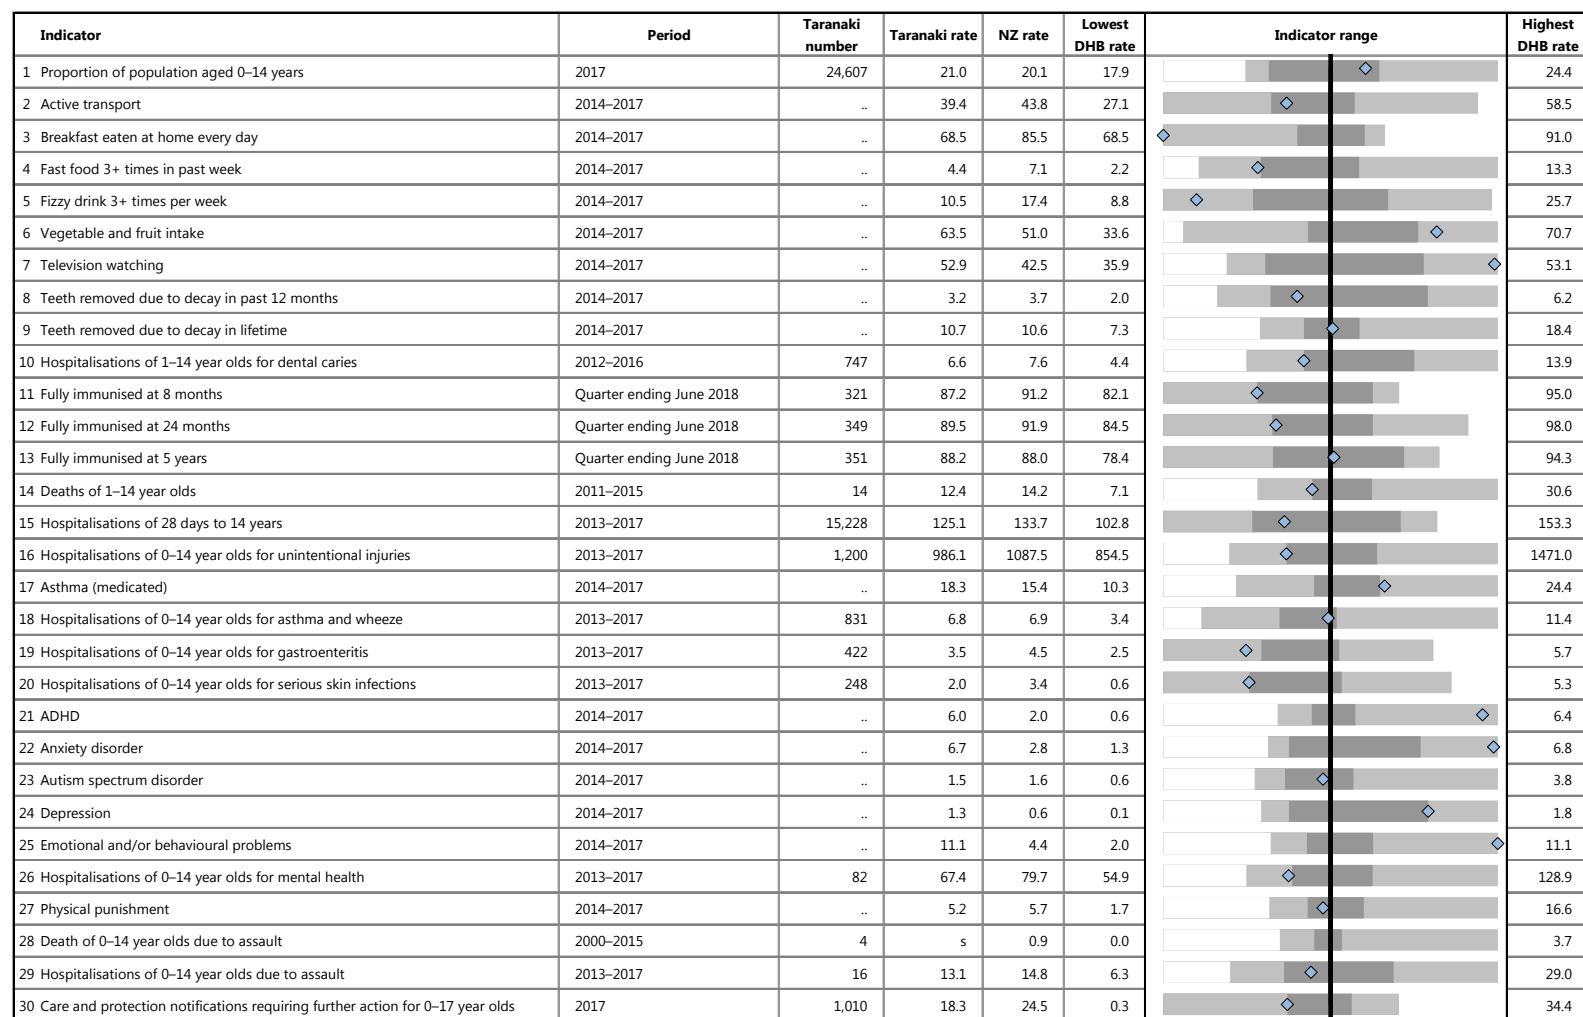 Indicator Period Taranaki number Taranaki rate NZ rate Lowest DHB rate Indicator range Highest DHB rate
1 Proportion of population aged 0–14 years 2017 24,607 21.0 20.1 17.9 24.4
2 Active transport 2014–2017 .. 39.4 43.8 27.1 58.5
3 Breakfast eaten at home every day 2014–2017 .. 68.5 85.5 68.5 91.0
4 Fast food 3+ times in past week 2014–2017 .. 4.4 7.1 2.2 13.3
5 Fizzy drink 3+ times per week 2014–2017 .. 10.5 17.4 8.8 25.7
6 Vegetable and fruit intake 2014–2017 .. 63.5 51.0 33.6 70.7
7 Television watching 2014–2017 .. 52.9 42.5 35.9 53.1
8 Teeth removed due to decay in past 12 months 2014–2017 .. 3.2 3.7 2.0 6.2
9 Teeth removed due to decay in lifetime 2014–2017 .. 10.7 10.6 7.3 18.4
10 Hospitalisations of 1–14 year olds for dental caries 2012–2016 747 6.6 7.6 4.4 13.9
11 Fully immunised at 8 months Quarter ending June 2018 321 87.2 91.2 82.1 95.0
12 Fully immunised at 24 months Quarter ending June 2018 349 89.5 91.9 84.5 98.0
13 Fully immunised at 5 years Quarter ending June 2018 351 88.2 88.0 78.4 94.3
14 Deaths of 1–14 year olds 2011–2015 14 12.4 14.2 7.1 30.6
15 Hospitalisations of 28 days to 14 years 2013–2017 15,228 125.1 133.7 102.8 153.3
16 Hospitalisations of 0–14 year olds for unintentional injuries 2013–2017 1,200 986.1 1087.5 854.5 1471.0
17 Asthma (medicated) 2014–2017 .. 18.3 15.4 10.3 24.4
18 Hospitalisations of 0–14 year olds for asthma and wheeze 2013–2017 831 6.8 6.9 3.4 11.4
19 Hospitalisations of 0–14 year olds for gastroenteritis 2013–2017 422 3.5 4.5 2.5 5.7
20 Hospitalisations of 0–14 year olds for serious skin infections 2013–2017 248 2.0 3.4 0.6 5.3
21 ADHD 2014–2017 .. 6.0 2.0 0.6 6.4
22 Anxiety disorder 2014–2017 .. 6.7 2.8 1.3 6.8
23 Autism spectrum disorder 2014–2017 .. 1.5 1.6 0.6 3.8
24 Depression 2014–2017 .. 1.3 0.6 0.1 1.8
25 Emotional and/or behavioural problems 2014–2017 .. 11.1 4.4 2.0 11.1
26 Hospitalisations of 0–14 year olds for mental health 2013–2017 82 67.4 79.7 54.9 128.9
27 Physical punishment 2014–2017 .. 5.2 5.7 1.7 16.6
28 Death of 0–14 year olds due to assault 2000–2015 4 s 0.9 0.0 3.7
29 Hospitalisations of 0–14 year olds due to assault 2013–2017 16 13.1 14.8 6.3 29.0
30 Care and protection notifications requiring further action for 0–17 year olds 2017 1,010 18.3 24.5 0.3 34.4